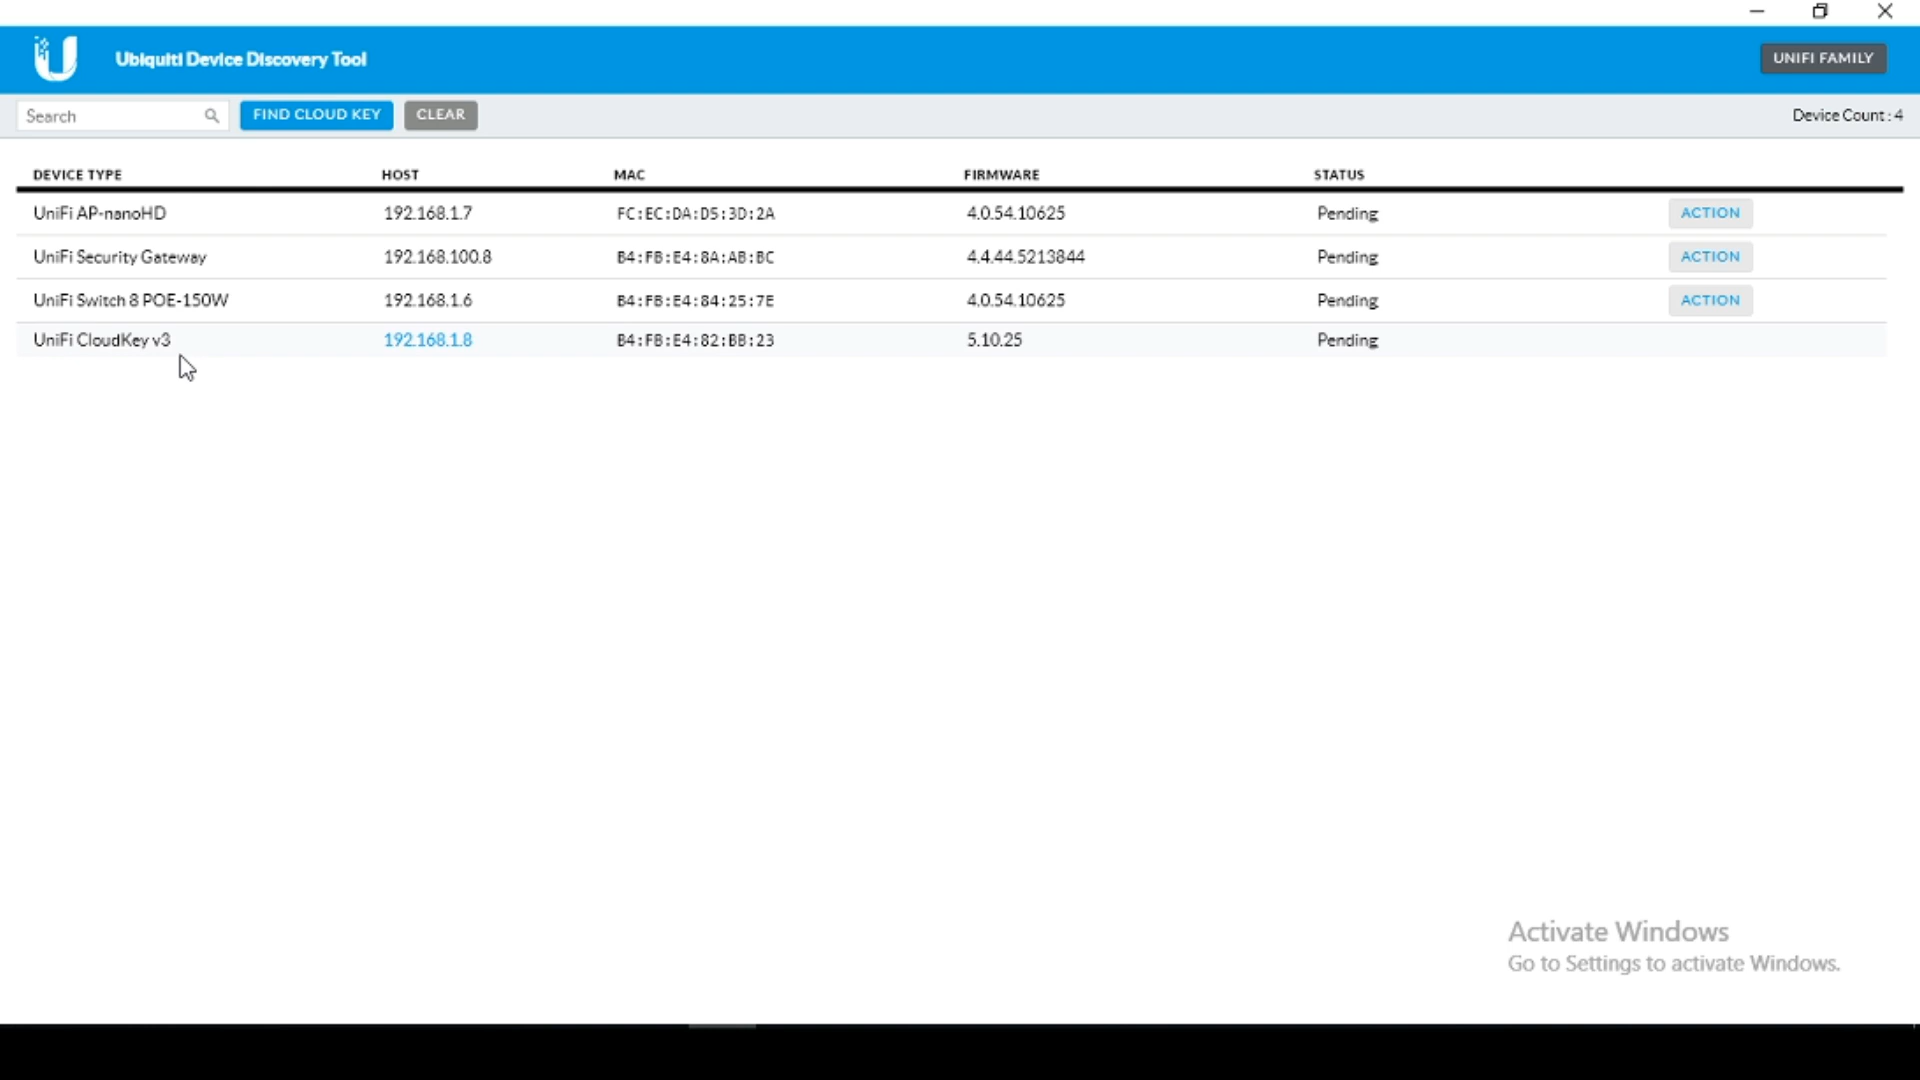 Ubiquiti Device Discovery Tool
UNIFI FAMILY
Search
FIND CLOUD KEY
CLEAR
Device Count : 4
DEVICE TYPE HOST MAC FIRMWARE STATUS
UniFi AP-nanoHD 192.168.1.7 FC:EC:DA:D5:3D:2A 4.0.54.10625 Pending ACTION
UniFi Security Gateway 192.168.100.8 B4:FB:E4:8A:AB:BC 4.4.44.5213844 Pending ACTION
UniFi Switch 8 POE-150W 192.168.1.6 B4:FB:E4:84:25:7E 4.0.54.10625 Pending ACTION
UniFi CloudKey v3 192.168.1.8 B4:FB:E4:82:BB:23 5.10.25 Pending
Activate Windows
Go to Settings to activate Windows.